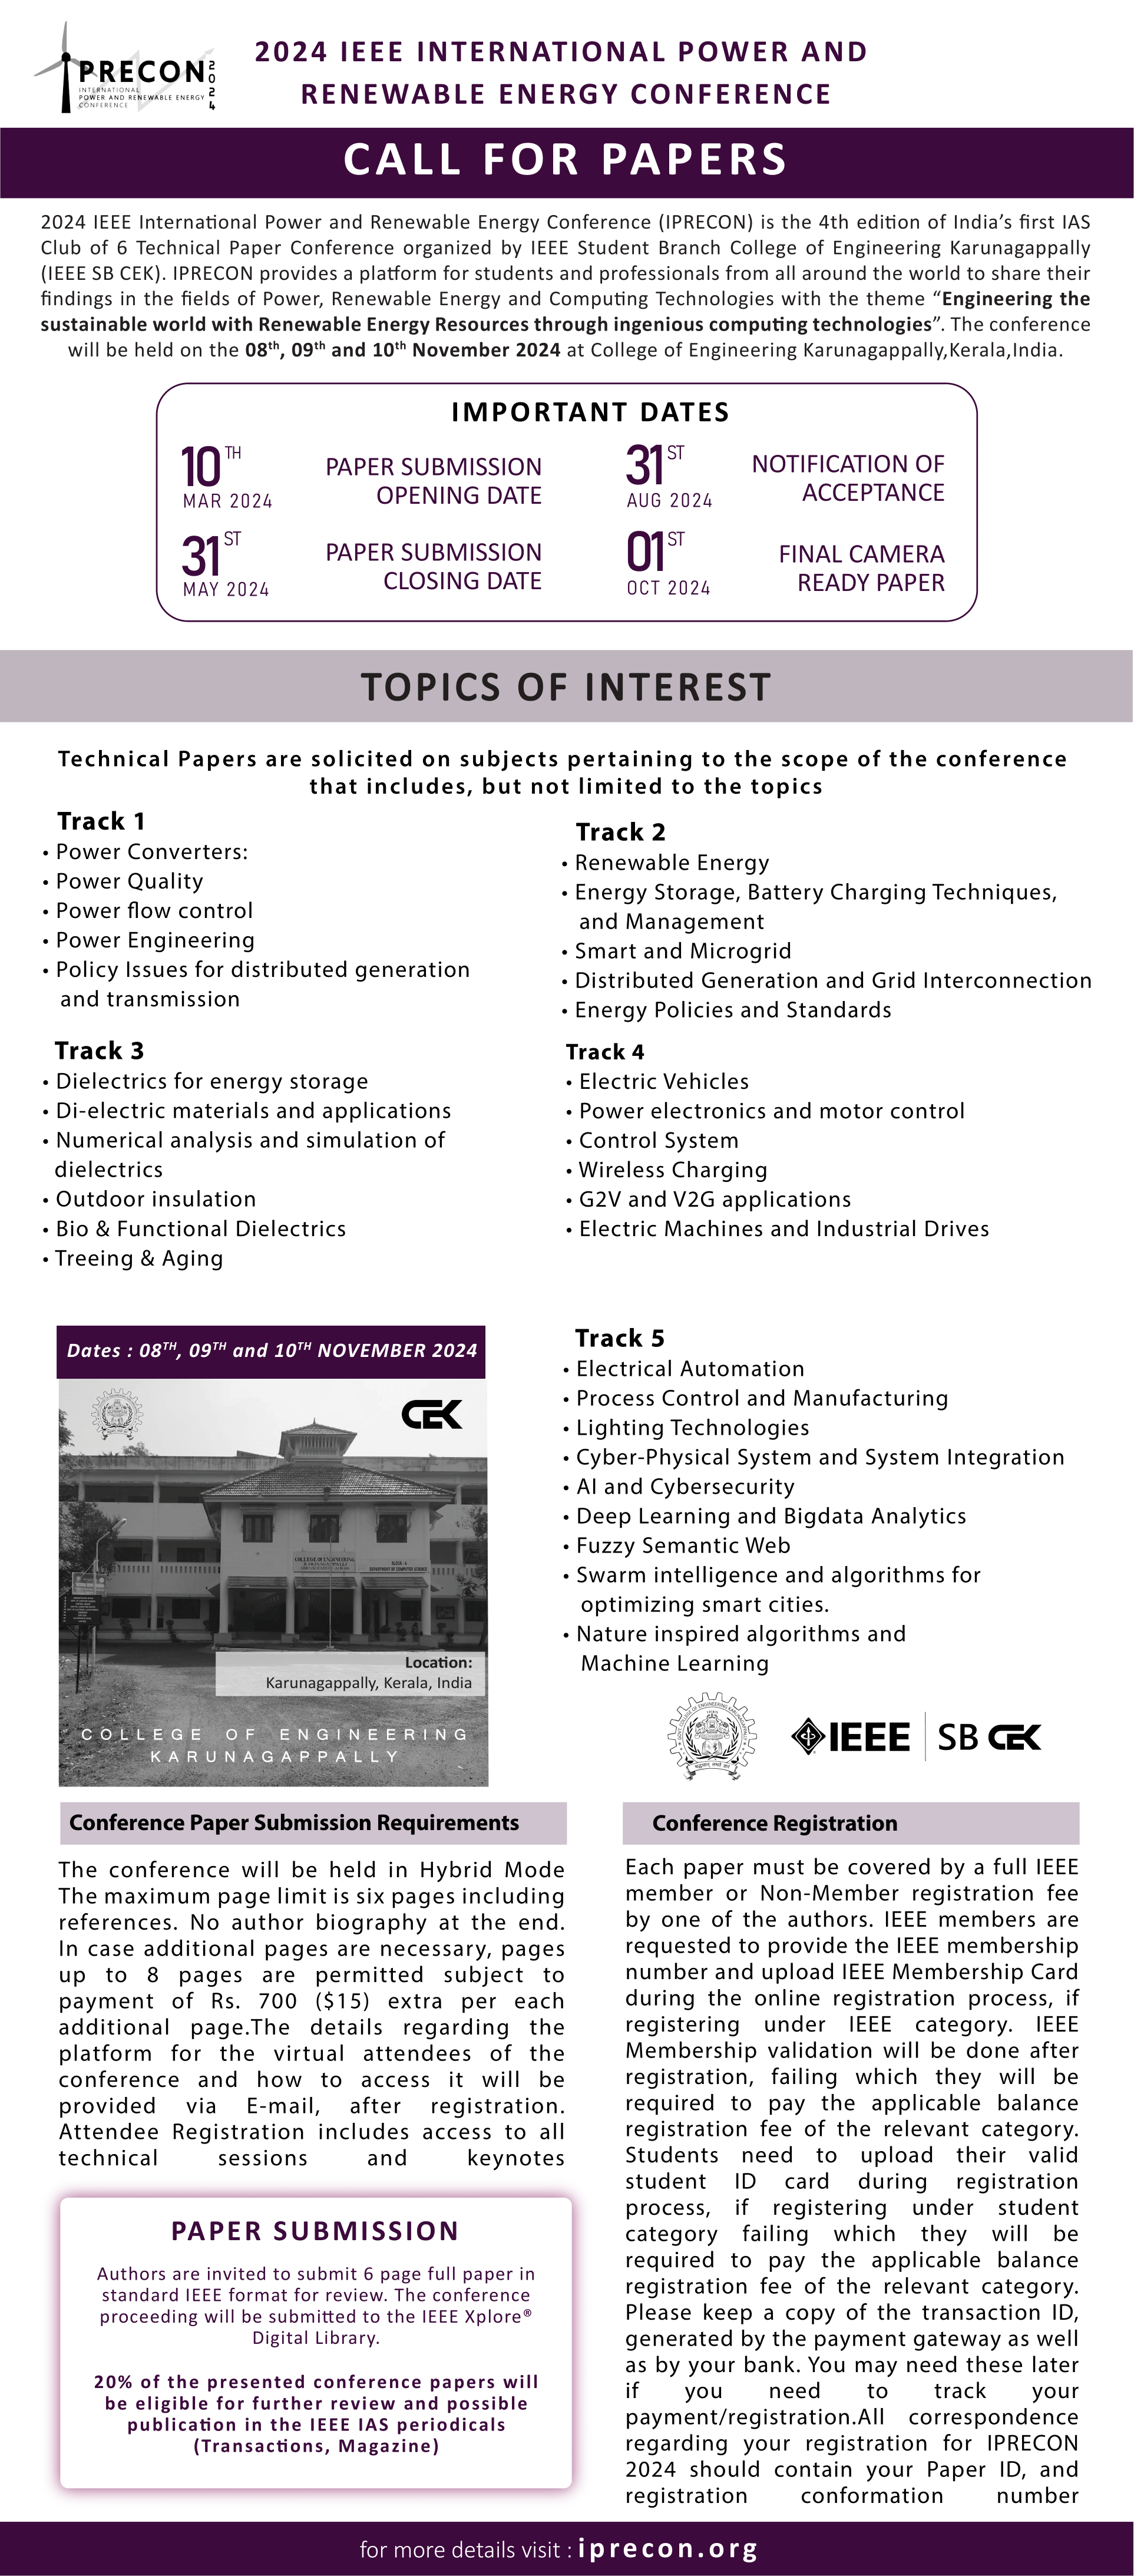 PRECON
2024
INTERNATIONAL
POWER AND RENEWABLE ENERGY
CONFERENCE
2024 IEEE INTERNATIONAL POWER AND
RENEWABLE ENERGY CONFERENCE
CALL FOR PAPERS
2024 IEEE International Power and Renewable Energy Conference (IPRECON) is the 4th edition of India’s first IAS
Club of 6 Technical Paper Conference organized by IEEE Student Branch College of Engineering Karunagappally
(IEEE SB CEK). IPRECON provides a platform for students and professionals from all around the world to share their
findings in the fields of Power, Renewable Energy and Computing Technologies with the theme “Engineering the
sustainable world with Renewable Energy Resources through ingenious computing technologies”. The conference
will be held on the 08th, 09th and 10th November 2024 at College of Engineering Karunagappally,Kerala,India.
IMPORTANT DATES
10TH
MAR 2024
PAPER SUBMISSION
OPENING DATE
31ST
AUG 2024
NOTIFICATION OF
ACCEPTANCE
31ST
MAY 2024
PAPER SUBMISSION
CLOSING DATE
01ST
OCT 2024
FINAL CAMERA
READY PAPER
TOPICS OF INTEREST
Technical Papers are solicited on subjects pertaining to the scope of the conference
that includes, but not limited to the topics
Track 1
• Power Converters:
• Power Quality
• Power flow control
• Power Engineering
• Policy Issues for distributed generation
and transmission
Track 2
• Renewable Energy
• Energy Storage, Battery Charging Techniques,
and Management
• Smart and Microgrid
• Distributed Generation and Grid Interconnection
• Energy Policies and Standards
Track 3
• Dielectrics for energy storage
• Di-electric materials and applications
• Numerical analysis and simulation of
dielectrics
• Outdoor insulation
• Bio & Functional Dielectrics
• Treeing & Aging
Track 4
• Electric Vehicles
• Power electronics and motor control
• Control System
• Wireless Charging
• G2V and V2G applications
• Electric Machines and Industrial Drives
Dates : 08TH, 09TH and 10TH NOVEMBER 2024
CEK
COLLEGE OF ENGINEERING
Location:
Karunagappally, Kerala, India
COLLEGE OF ENGINEERING
KARUNAGAPPALLY
Track 5
• Electrical Automation
• Process Control and Manufacturing
• Lighting Technologies
• Cyber-Physical System and System Integration
• AI and Cybersecurity
• Deep Learning and Bigdata Analytics
• Fuzzy Semantic Web
• Swarm intelligence and algorithms for
optimizing smart cities.
• Nature inspired algorithms and
Machine Learning
IEEE SB CEK
Conference Paper Submission Requirements
The conference will be held in Hybrid Mode
The maximum page limit is six pages including
references. No author biography at the end.
In case additional pages are necessary, pages
up to 8 pages are permitted subject to
payment of Rs. 700 ($15) extra per each
additional page.The details regarding the
platform for the virtual attendees of the
conference and how to access it will be
provided via E-mail, after registration.
Attendee Registration includes access to all
technical sessions and keynotes
PAPER SUBMISSION
Authors are invited to submit 6 page full paper in
standard IEEE format for review. The conference
proceeding will be submitted to the IEEE Xplore®
Digital Library.
20% of the presented conference papers will
be eligible for further review and possible
publication in the IEEE IAS periodicals
(Transactions, Magazine)
Conference Registration
Each paper must be covered by a full IEEE
member or Non-Member registration fee
by one of the authors. IEEE members are
requested to provide the IEEE membership
number and upload IEEE Membership Card
during the online registration process, if
registering under IEEE category. IEEE
Membership validation will be done after
registration, failing which they will be
required to pay the applicable balance
registration fee of the relevant category.
Students need to upload their valid
student ID card during registration
process, if registering under student
category failing which they will be
required to pay the applicable balance
registration fee of the relevant category.
Please keep a copy of the transaction ID,
generated by the payment gateway as well
as by your bank. You may need these later
if you need to track your
payment/registration.All correspondence
regarding your registration for IPRECON
2024 should contain your Paper ID, and
registration conformation number
for more details visit : iprecon.org